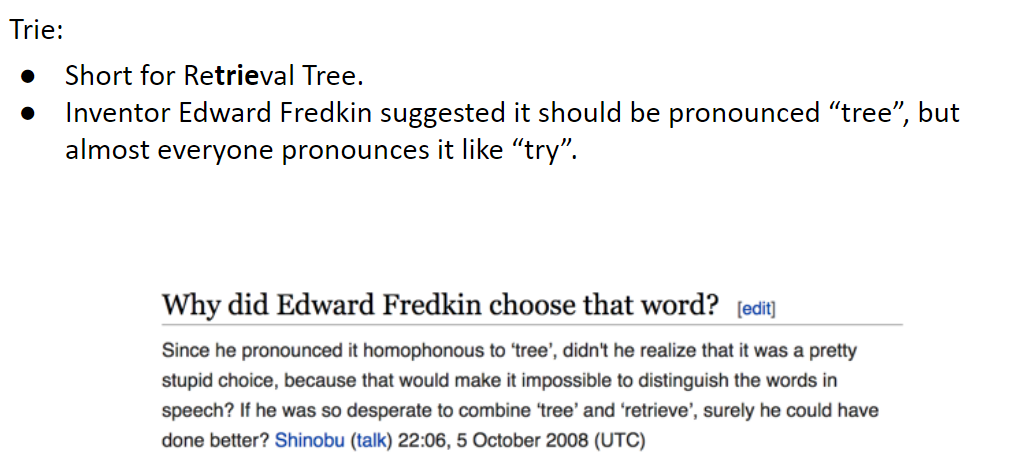 Trie:
● Short for Retrieval Tree.
● Inventor Edward Fredkin suggested it should be pronounced “tree”, but
almost everyone pronounces it like “try”.
Why did Edward Fredkin choose that word? [edit]
Since he pronounced it homophonous to ‘tree’, didn't he realize that it was a pretty
stupid choice, because that would make it impossible to distinguish the words in
speech? If he was so desperate to combine ‘tree’ and ‘retrieve’, surely he could have
done better? Shinobu (talk) 22:06, 5 October 2008 (UTC)